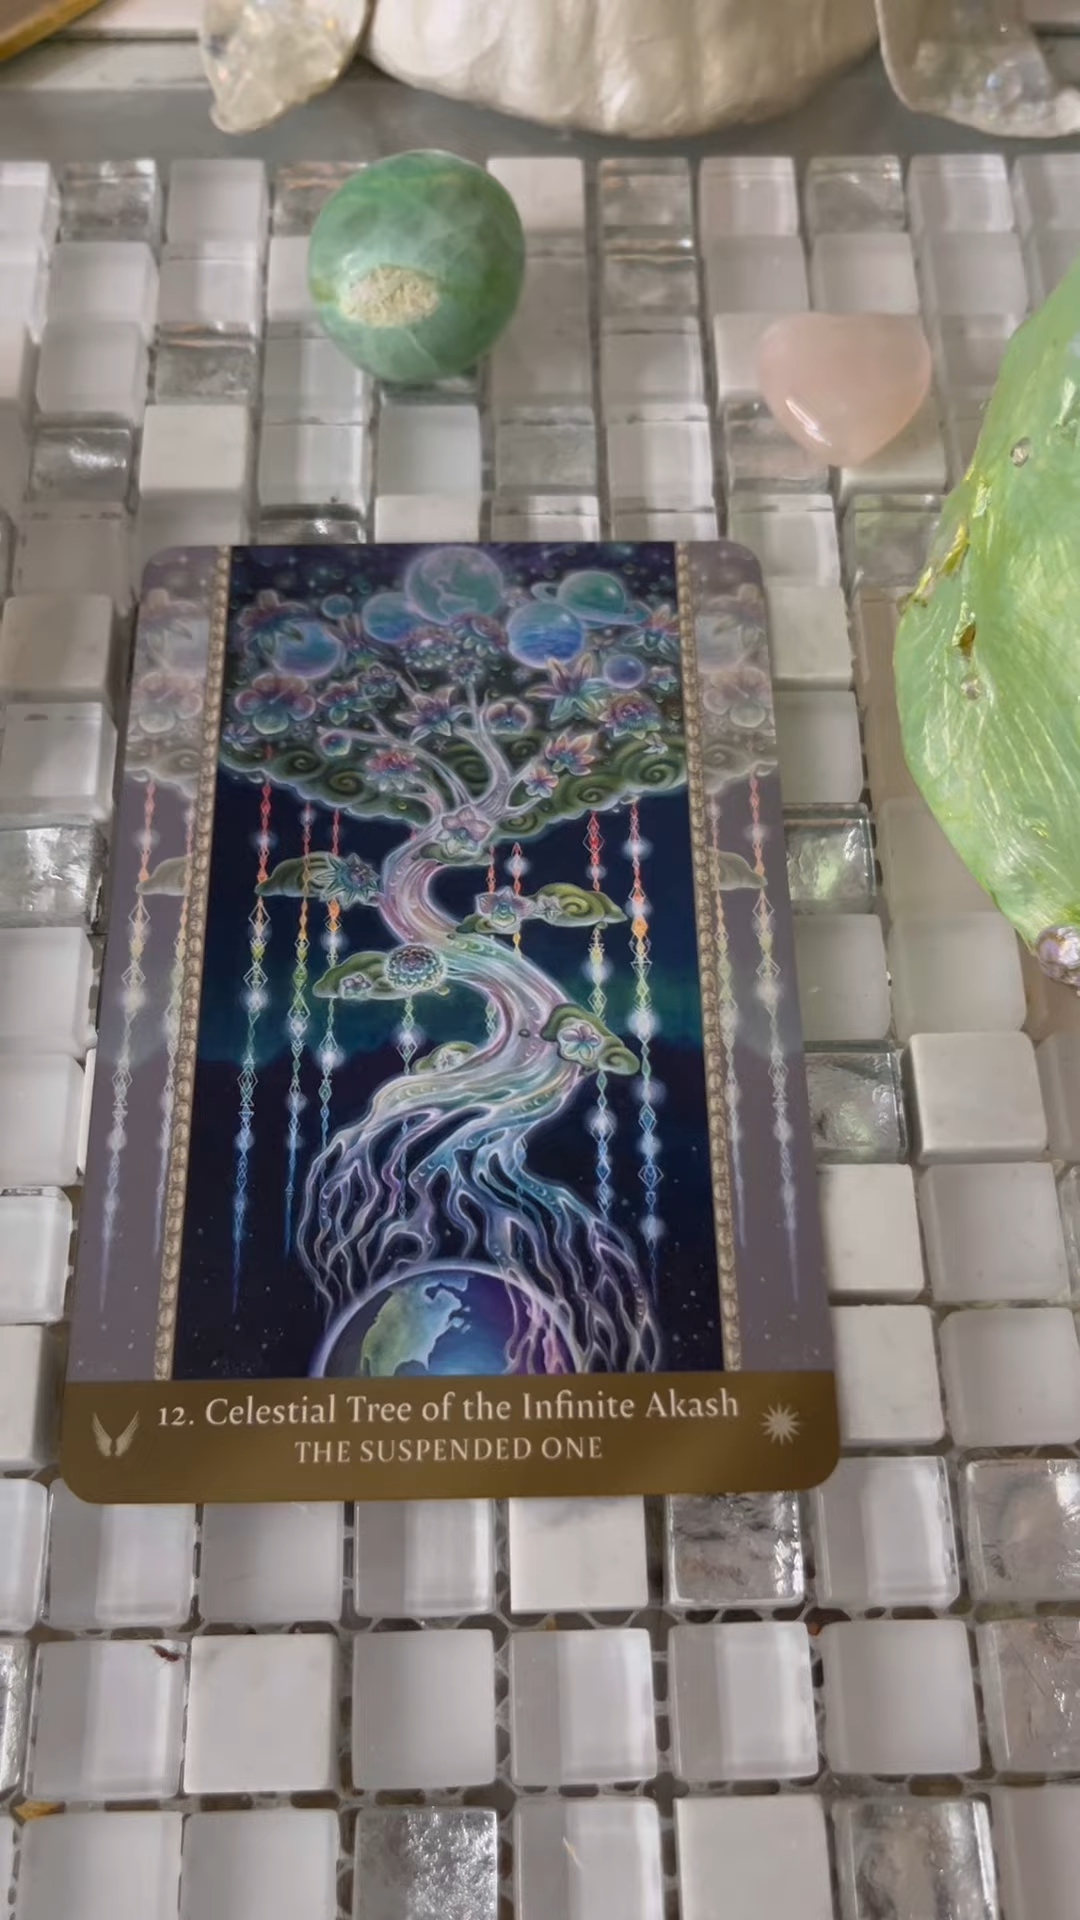 12. Celestial Tree of the Infinite Akash
THE SUSPENDED ONE